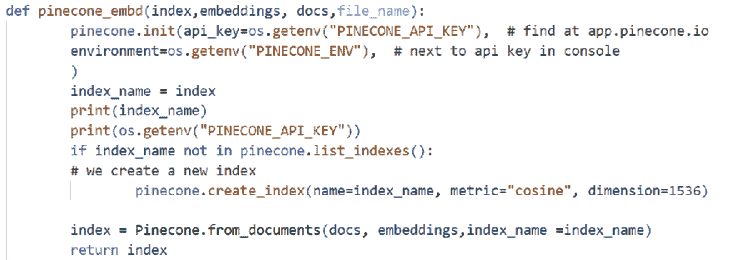 def pinecone_embd(index,embeddings, docs,file_name):
        pinecone.init(api_key=os.getenv("PINECONE_API_KEY"),  # find at app.pinecone.io
        environment=os.getenv("PINECONE_ENV"),  # next to api key in console
        )
        index_name = index
        print(index_name)
        print(os.getenv("PINECONE_API_KEY"))
        if index_name not in pinecone.list_indexes():
        # we create a new index
                pinecone.create_index(name=index_name, metric="cosine", dimension=1536)

        index = Pinecone.from_documents(docs, embeddings,index_name =index_name)
        return index